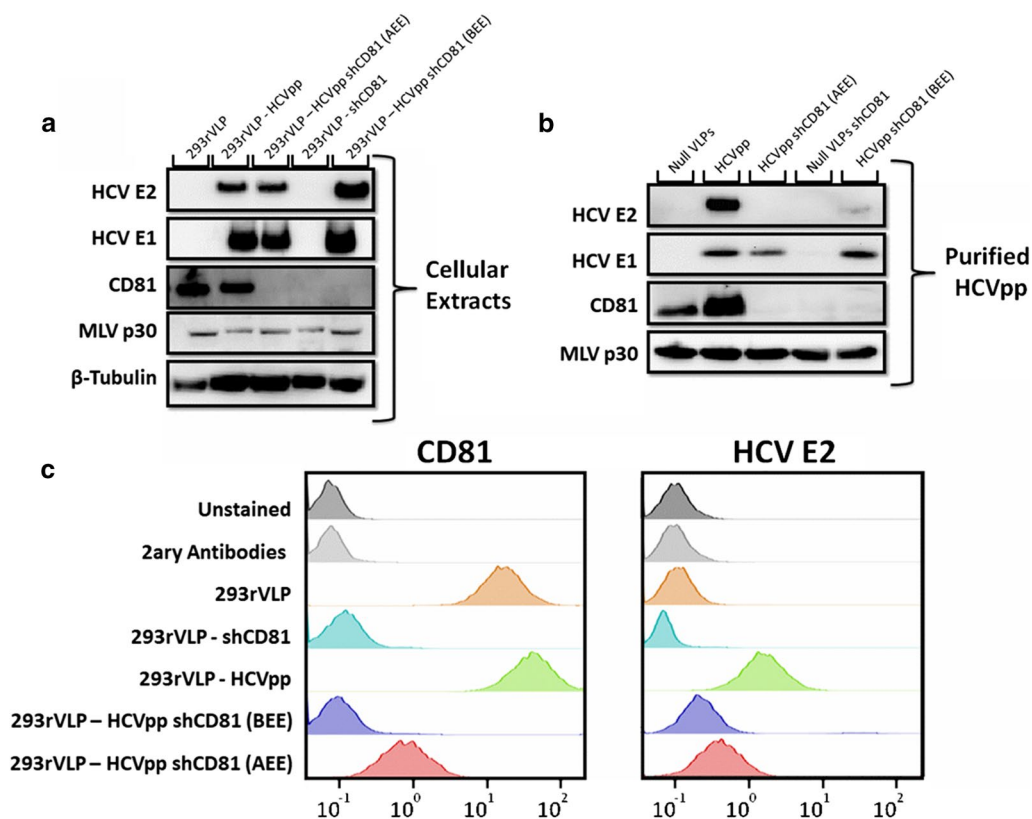 a
293rVLP
293rVLP - HCVpp
293rVLP – HCVpp shCD81 (AEE)
293rVLP - shCD81
293rVLP – HCVpp shCD81 (BEE)
HCV E2
HCV E1
CD81
MLV p30
β-Tubulin
Cellular
Extracts
b
Null VLPs
HCVpp
HCVpp shCD81 (AEE)
Null VLPs shCD81
HCVpp shCD81 (BEE)
HCV E2
HCV E1
CD81
MLV p30
Purified
HCVpp
c
CD81
HCV E2
Unstained
2ary Antibodies
293rVLP
293rVLP - shCD81
293rVLP - HCVpp
293rVLP – HCVpp shCD81 (BEE)
293rVLP – HCVpp shCD81 (AEE)
10⁻¹ 10⁰ 10¹ 10²
10⁻¹ 10⁰ 10¹ 10²